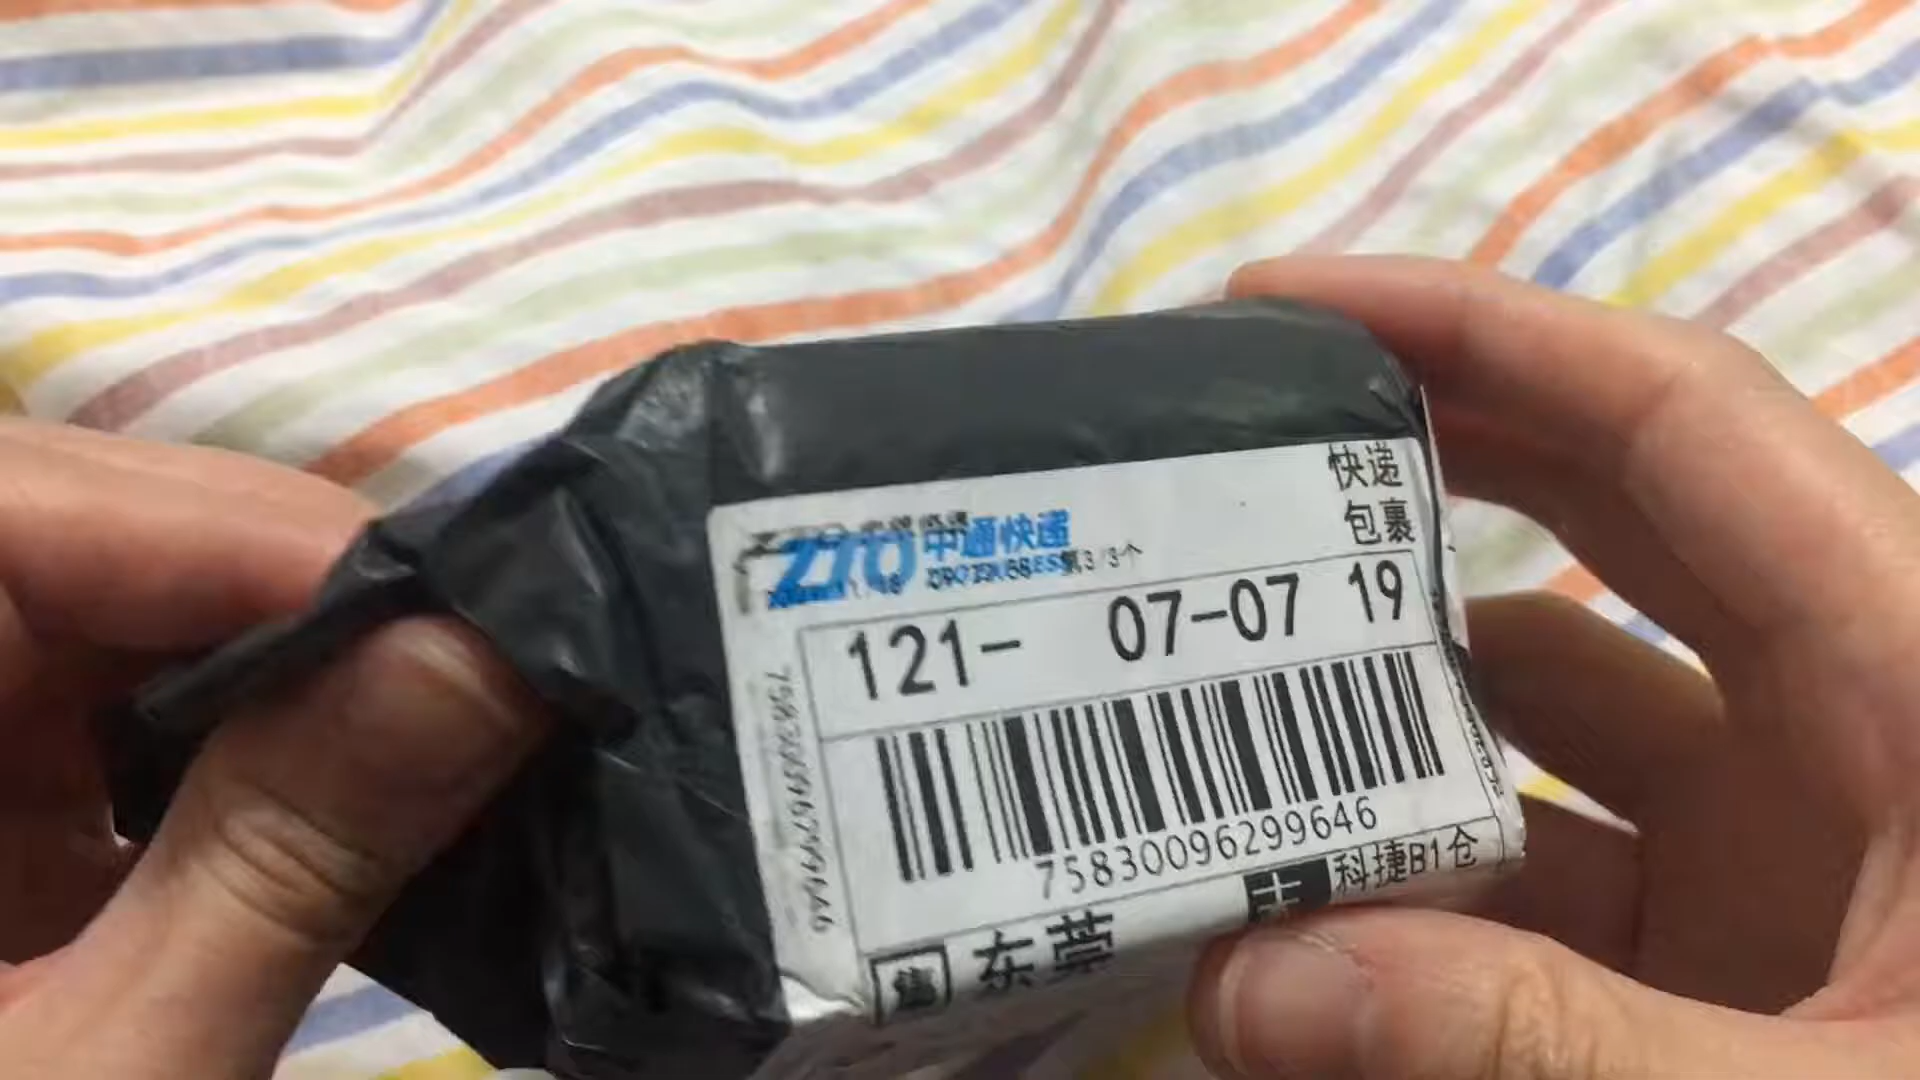 快递
包裹
ZTO 中通快递
第3/3个
121- 07-07 19
75830096299646
科捷B1仓
集 东莞